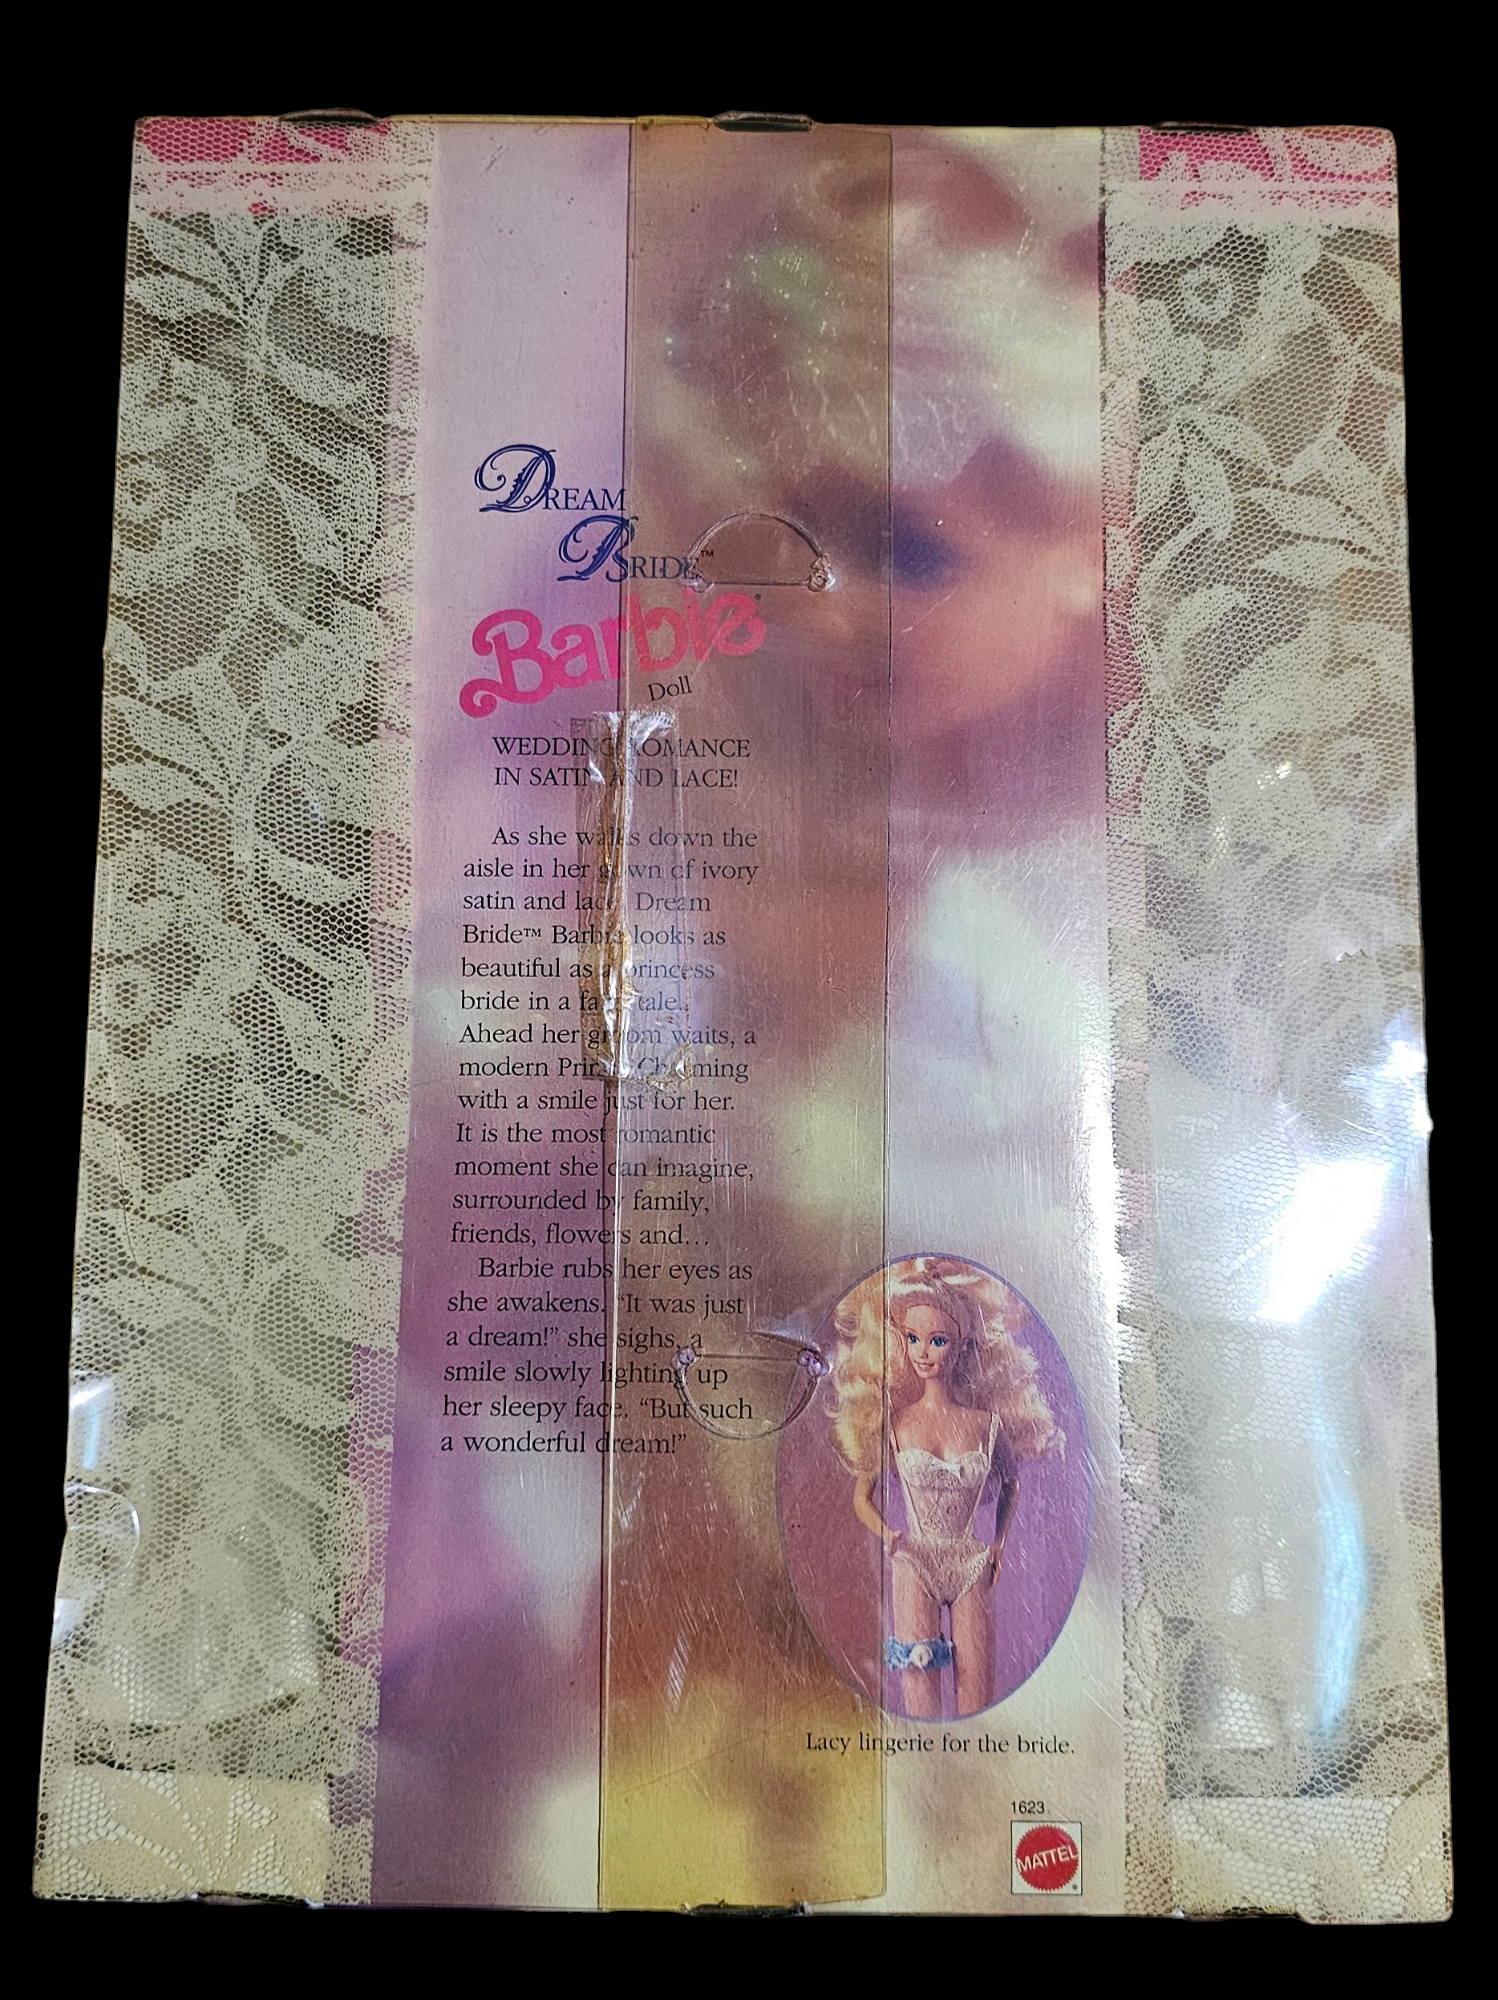 DREAM
BRIDE™
Barbie®
Doll
WEDDING ROMANCE
IN SATIN AND LACE!
As she walks down the
aisle in her gown of ivory
satin and lace, Dream
Bride™ Barbie looks as
beautiful as a princess
bride in a fairy tale.
Ahead her groom waits, a
modern Prince Charming
with a smile just for her.
It is the most romantic
moment she can imagine,
surrounded by family,
friends, flowers and...
Barbie rubs her eyes as
she awakens. “It was just
a dream!” she sighs, a
smile slowly lighting up
her sleepy face. “But such
a wonderful dream!”
Lacy lingerie for the bride.
1623
MATTEL®